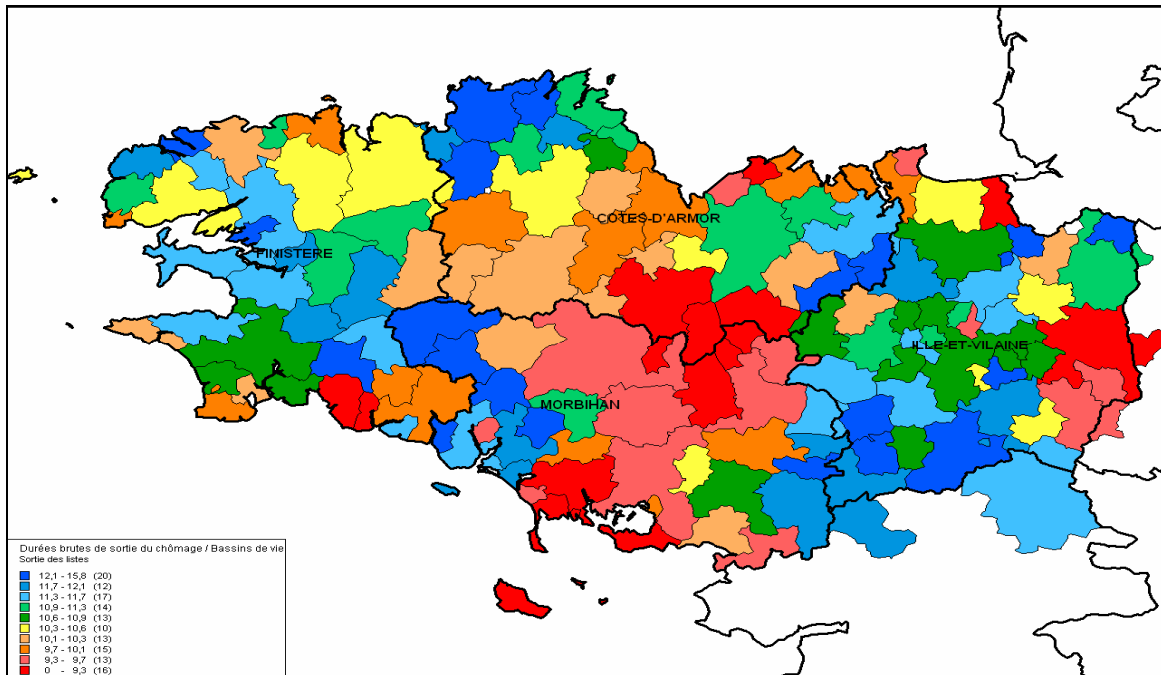 CÔTES-D'ARMOR
FINISTERE
ILLE-ET-VILAINE
MORBIHAN
Durées brutes de sortie du chômage / Bassins de vie
Sortie des listes
12,1 - 15,8 (20)
11,7 - 12,1 (12)
11,3 - 11,7 (17)
10,9 - 11,3 (14)
10,6 - 10,9 (13)
10,3 - 10,6 (10)
10,1 - 10,3 (13)
9,7 - 10,1 (15)
9,3 - 9,7 (13)
0 - 9,3 (16)